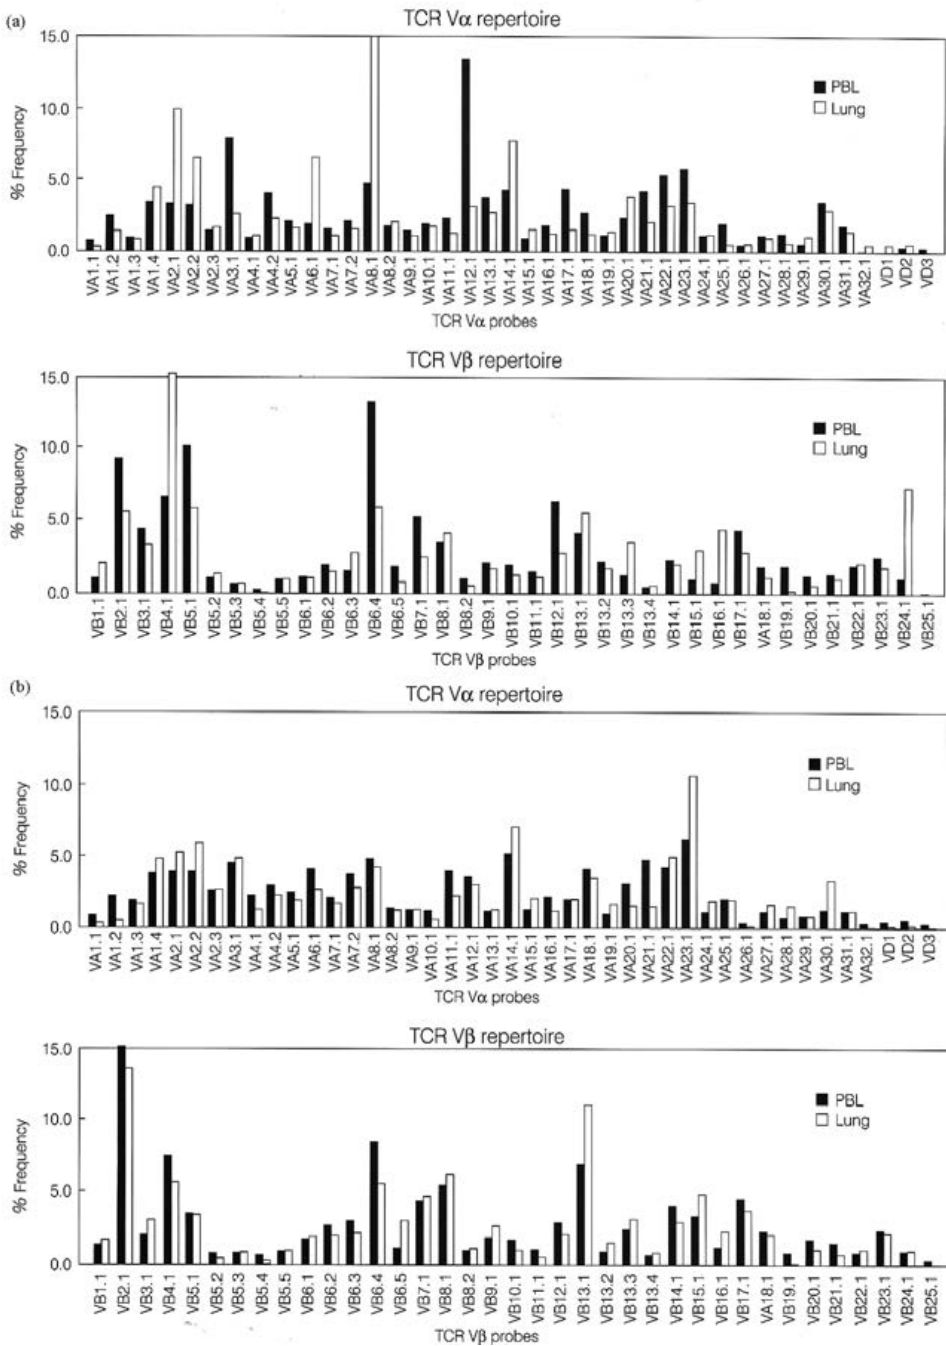 (a)
TCR Vα repertoire
15.0
10.0
5.0
0.0
% Frequency
PBL
Lung
VA1.1 VA1.2 VA1.3 VA1.4 VA2.1 VA2.2 VA2.3 VA3.1 VA4.1 VA4.2 VA5.1 VA6.1 VA7.1 VA7.2 VA8.1 VA8.2 VA9.1 VA10.1 VA11.1 VA12.1 VA13.1 VA14.1 VA15.1 VA16.1 VA17.1 VA18.1 VA19.1 VA20.1 VA21.1 VA22.1 VA23.1 VA24.1 VA25.1 VA26.1 VA27.1 VA28.1 VA29.1 VA30.1 VA31.1 VA32.1 VD1 VD2 VD3
TCR Vα probes
TCR Vβ repertoire
15.0
10.0
5.0
0.0
% Frequency
PBL
Lung
VB1.1 VB2.1 VB3.1 VB4.1 VB5.1 VB5.2 VB5.3 VB5.4 VB5.5 VB6.1 VB6.2 VB6.3 VB6.4 VB6.5 VB7.1 VB8.1 VB8.2 VB9.1 VB10.1 VB11.1 VB12.1 VB13.1 VB13.2 VB13.3 VB13.4 VB14.1 VB15.1 VB16.1 VB17.1 VA18.1 VB19.1 VB20.1 VB21.1 VB22.1 VB23.1 VB24.1 VB25.1
TCR Vβ probes
(b)
TCR Vα repertoire
15.0
10.0
5.0
0.0
% Frequency
PBL
Lung
VA1.1 VA1.2 VA1.3 VA1.4 VA2.1 VA2.2 VA2.3 VA3.1 VA4.1 VA4.2 VA5.1 VA6.1 VA7.1 VA7.2 VA8.1 VA8.2 VA9.1 VA10.1 VA11.1 VA12.1 VA13.1 VA14.1 VA15.1 VA16.1 VA17.1 VA18.1 VA19.1 VA20.1 VA21.1 VA22.1 VA23.1 VA24.1 VA25.1 VA26.1 VA27.1 VA28.1 VA29.1 VA30.1 VA31.1 VA32.1 VD1 VD2 VD3
TCR Vα probes
TCR Vβ repertoire
15.0
10.0
5.0
0.0
% Frequency
PBL
Lung
VB1.1 VB2.1 VB3.1 VB4.1 VB5.1 VB5.2 VB5.3 VB5.4 VB5.5 VB6.1 VB6.2 VB6.3 VB6.4 VB6.5 VB7.1 VB8.1 VB8.2 VB9.1 VB10.1 VB11.1 VB12.1 VB13.1 VB13.2 VB13.3 VB13.4 VB14.1 VB15.1 VB16.1 VB17.1 VA18.1 VB19.1 VB20.1 VB21.1 VB22.1 VB23.1 VB24.1 VB25.1
TCR Vβ probes